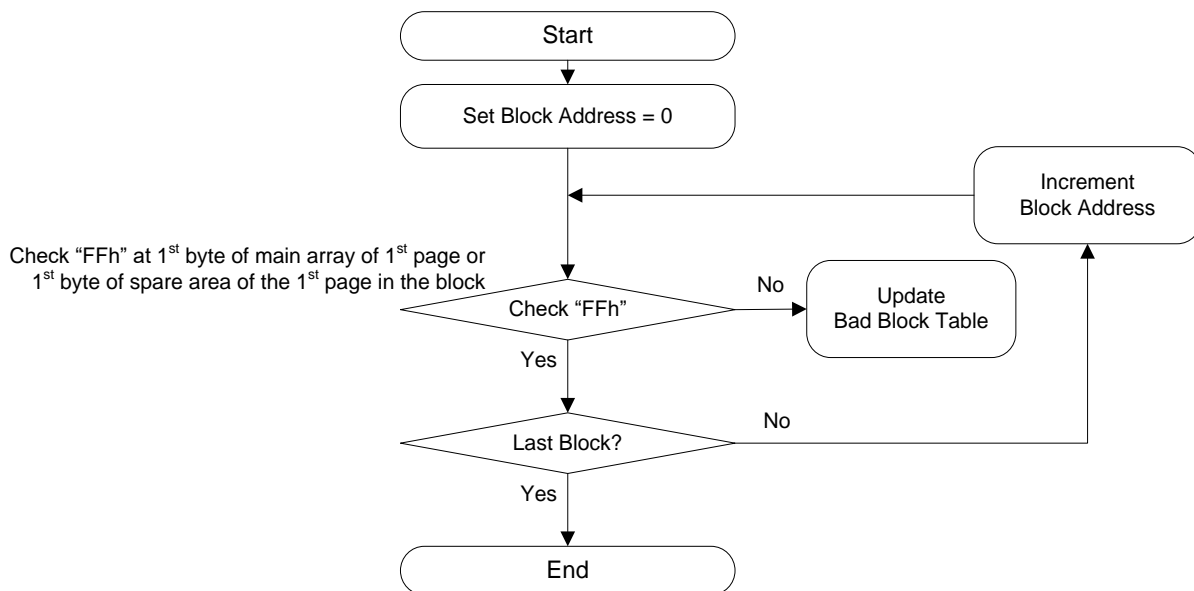 Start
Set Block Address = 0
Increment
Block Address
Check “FFh” at 1st byte of main array of 1st page or
1st byte of spare area of the 1st page in the block
Check “FFh”
No
Update
Bad Block Table
Yes
Last Block?
No
Yes
End